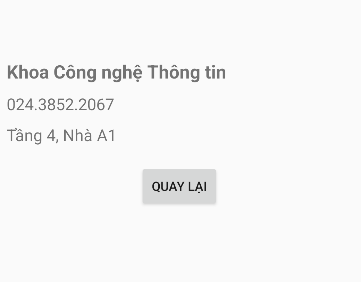 Khoa Công nghệ Thông tin
024.3852.2067
Tầng 4, Nhà A1
QUAY LẠI